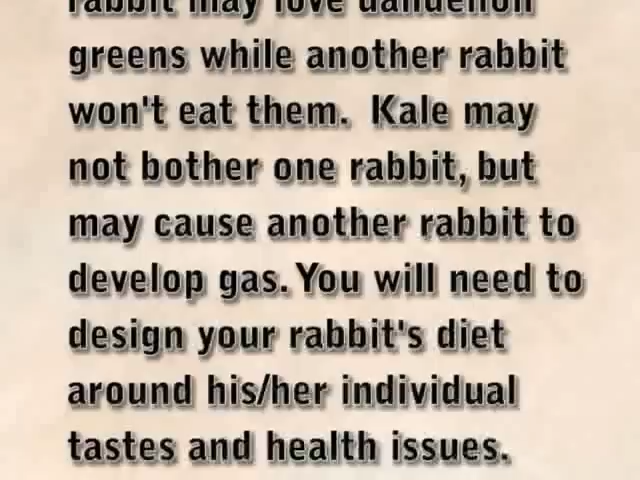 rabbit may love dandelion
greens while another rabbit
won't eat them.  Kale may
not bother one rabbit, but
may cause another rabbit to
develop gas. You will need to
design your rabbit's diet
around his/her individual
tastes and health issues.